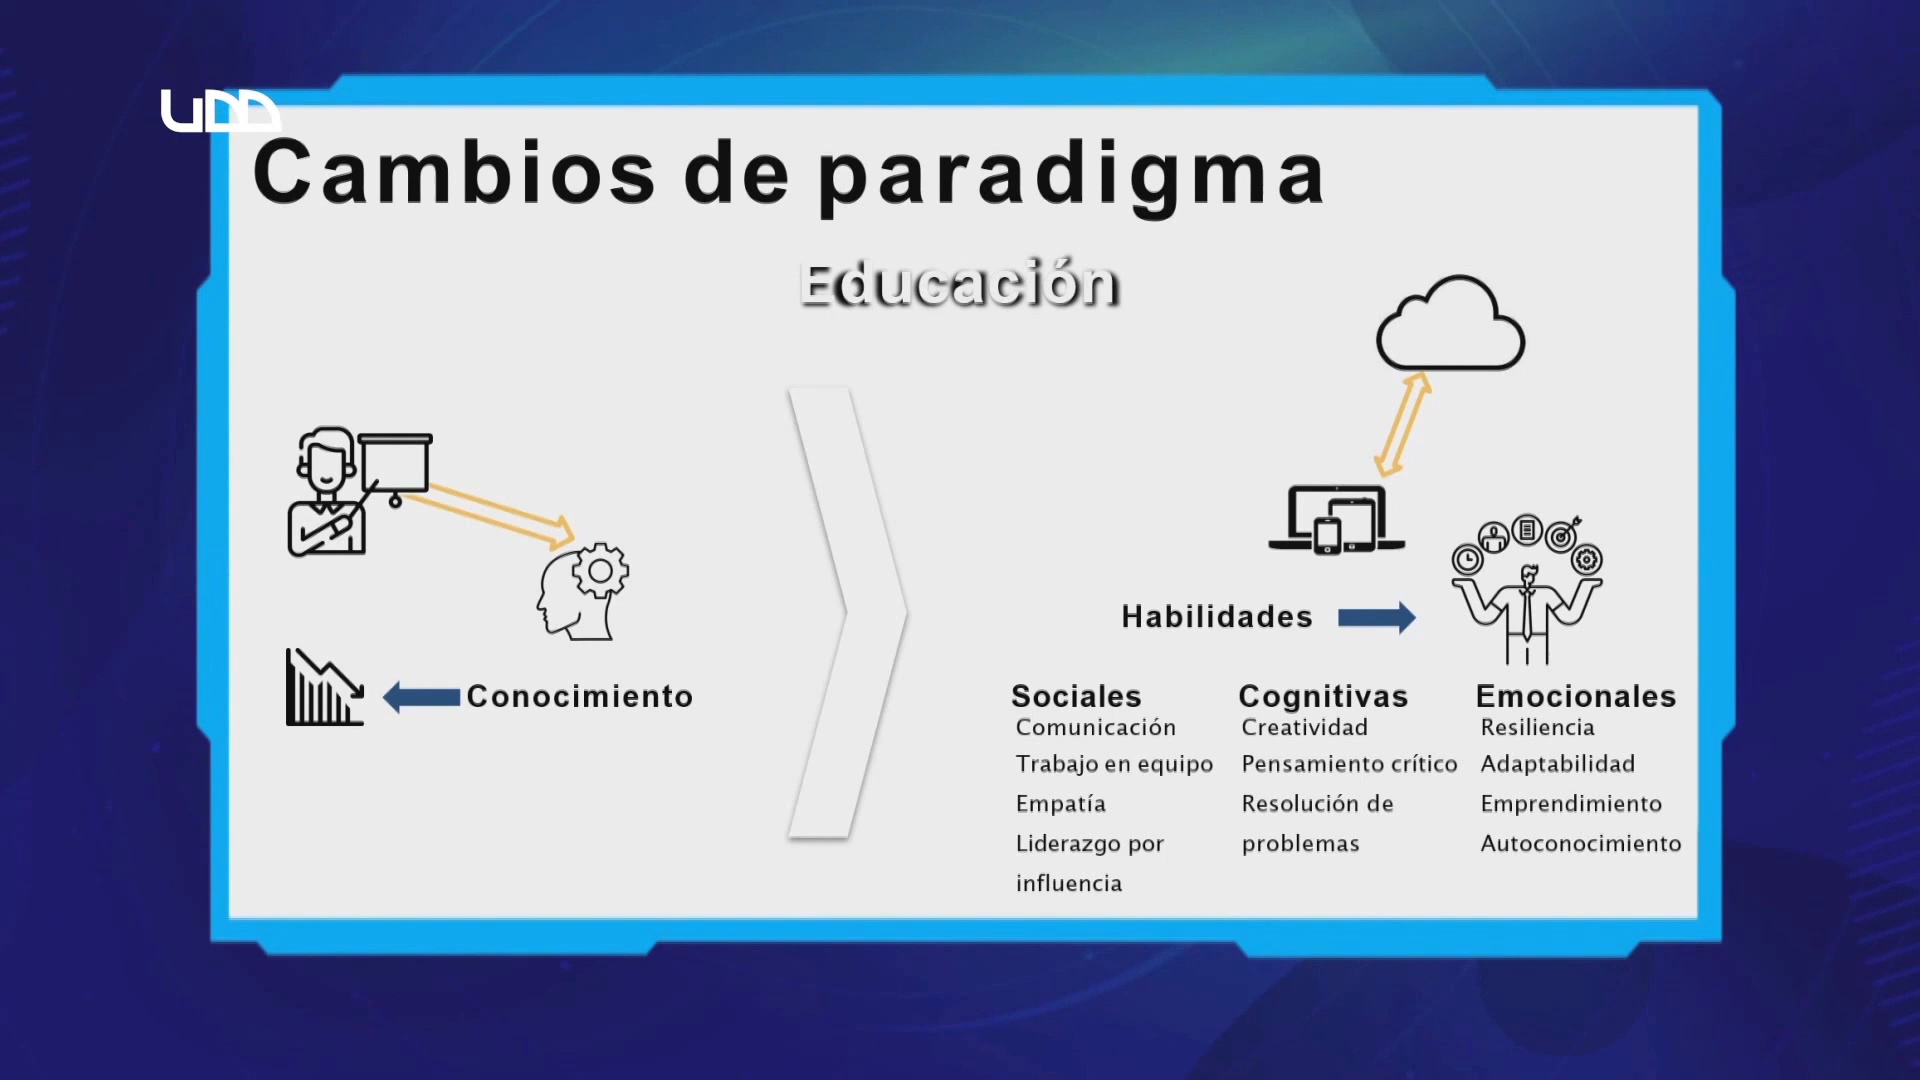 UDD
Cambios de paradigma
Educación
Conocimiento
Habilidades
Sociales
Comunicación
Trabajo en equipo
Empatía
Liderazgo por
influencia
Cognitivas
Creatividad
Pensamiento crítico
Resolución de
problemas
Emocionales
Resiliencia
Adaptabilidad
Emprendimiento
Autoconocimiento